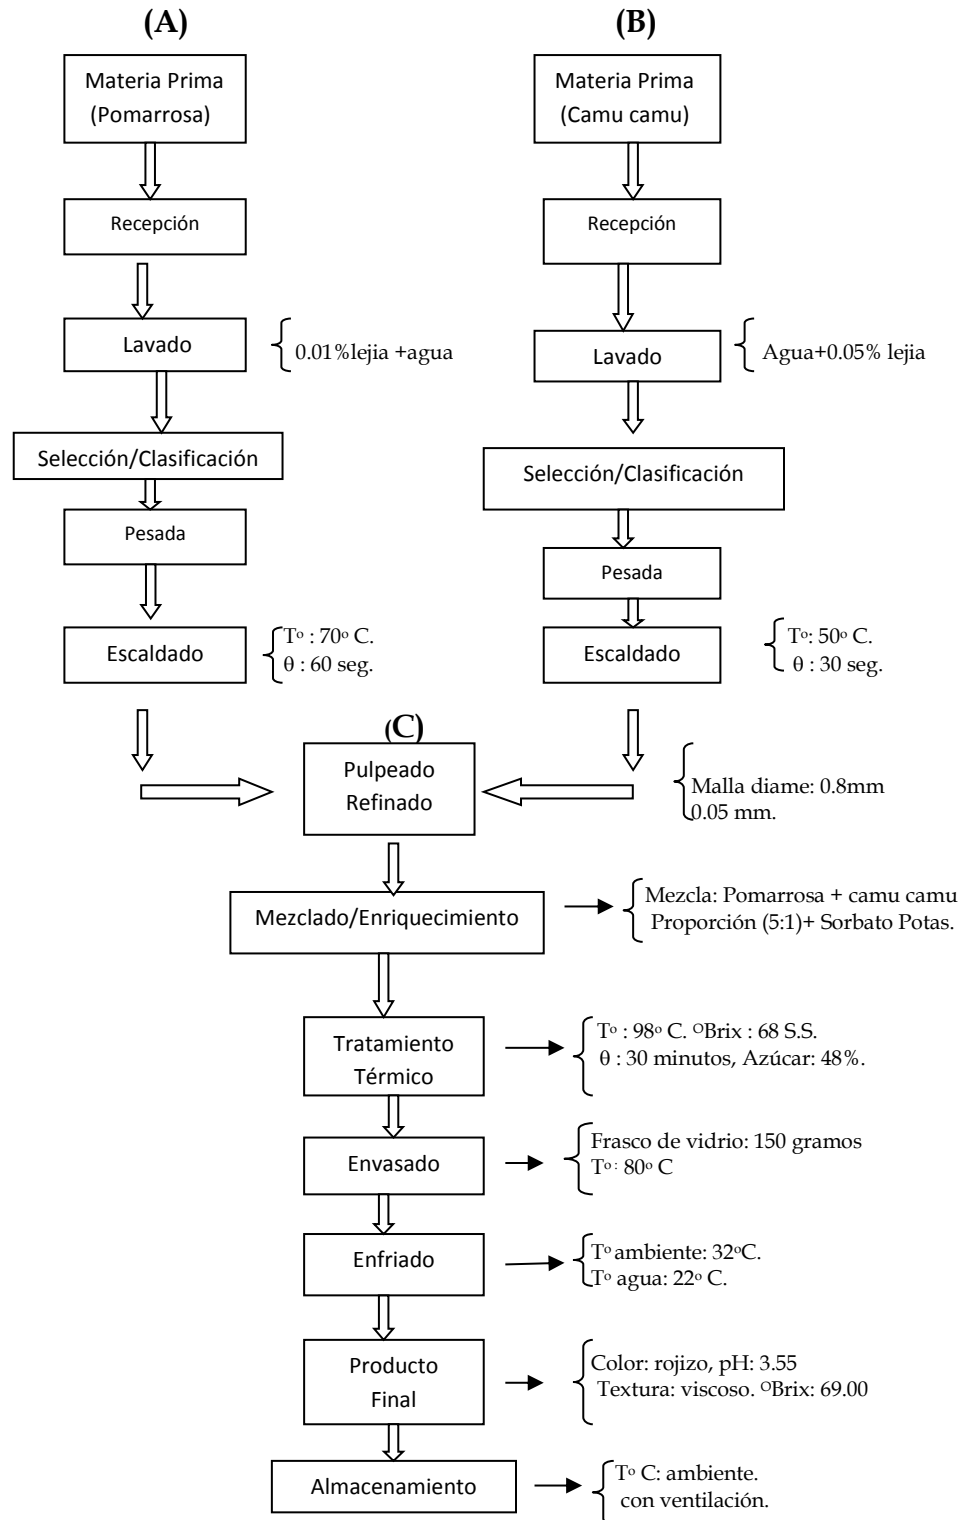 (A)
Materia Prima
(Pomarrosa)
Recepción
Lavado
0.01%lejia +agua
Selección/Clasificación
Pesada
Escaldado
Tº : 70º C.
θ : 60 seg.
(B)
Materia Prima
(Camu camu)
Recepción
Lavado
Agua+0.05% lejia
Selección/Clasificación
Pesada
Escaldado
Tº: 50º C.
θ : 30 seg.
(C)
Pulpeado
Refinado
Malla diame: 0.8mm
0.05 mm.
Mezclado/Enriquecimiento
Mezcla: Pomarrosa + camu camu
Proporción (5:1)+ Sorbato Potas.
Tratamiento
Térmico
Tº : 98º C. ºBrix : 68 S.S.
θ : 30 minutos, Azúcar: 48%.
Envasado
Frasco de vidrio: 150 gramos
Tº : 80º C
Enfriado
Tº ambiente: 32ºC.
Tº agua: 22º C.
Producto
Final
Color: rojizo, pH: 3.55
Textura: viscoso. ºBrix: 69.00
Almacenamiento
Tº C: ambiente.
con ventilación.